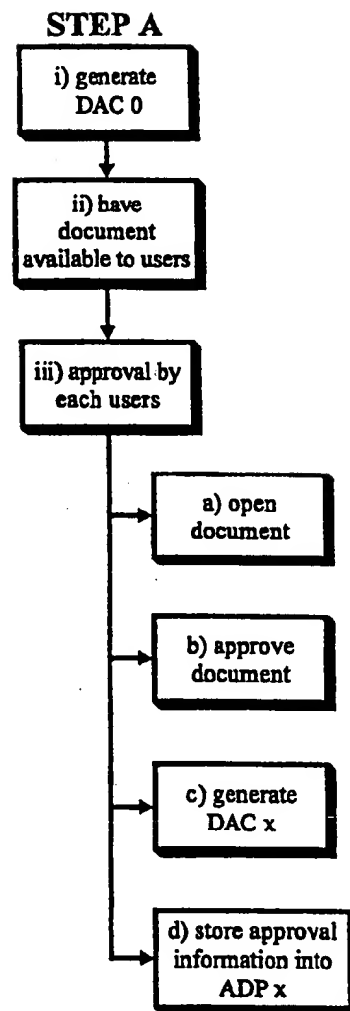 STEP A
i) generate
DAC 0
ii) have
document
available to users
iii) approval by
each users
a) open
document
b) approve
document
c) generate
DAC x
d) store approval
information into
ADP x